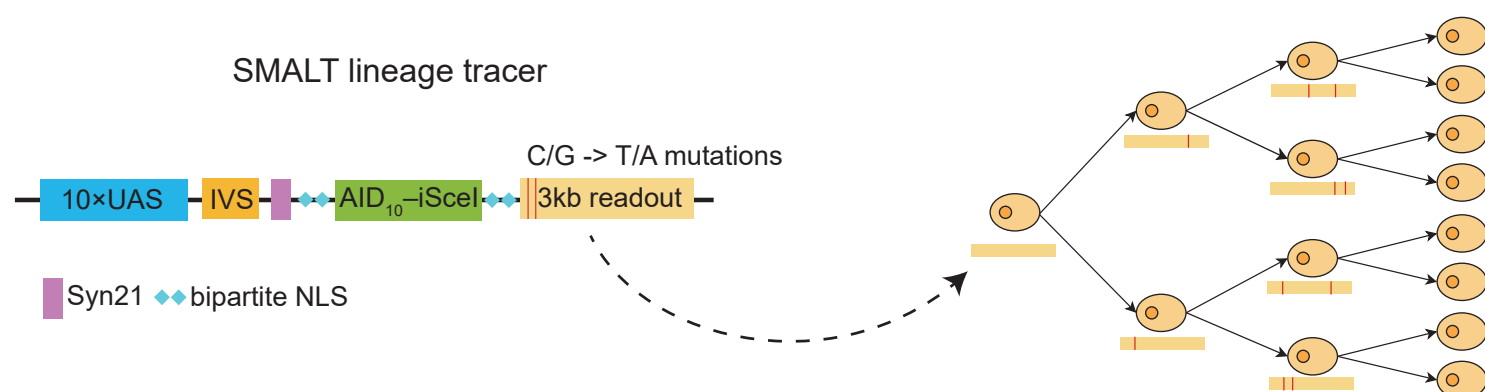 SMALT lineage tracer
C/G -> T/A mutations
10×UAS IVS AID₁₀–iSceI 3kb readout
Syn21 bipartite NLS